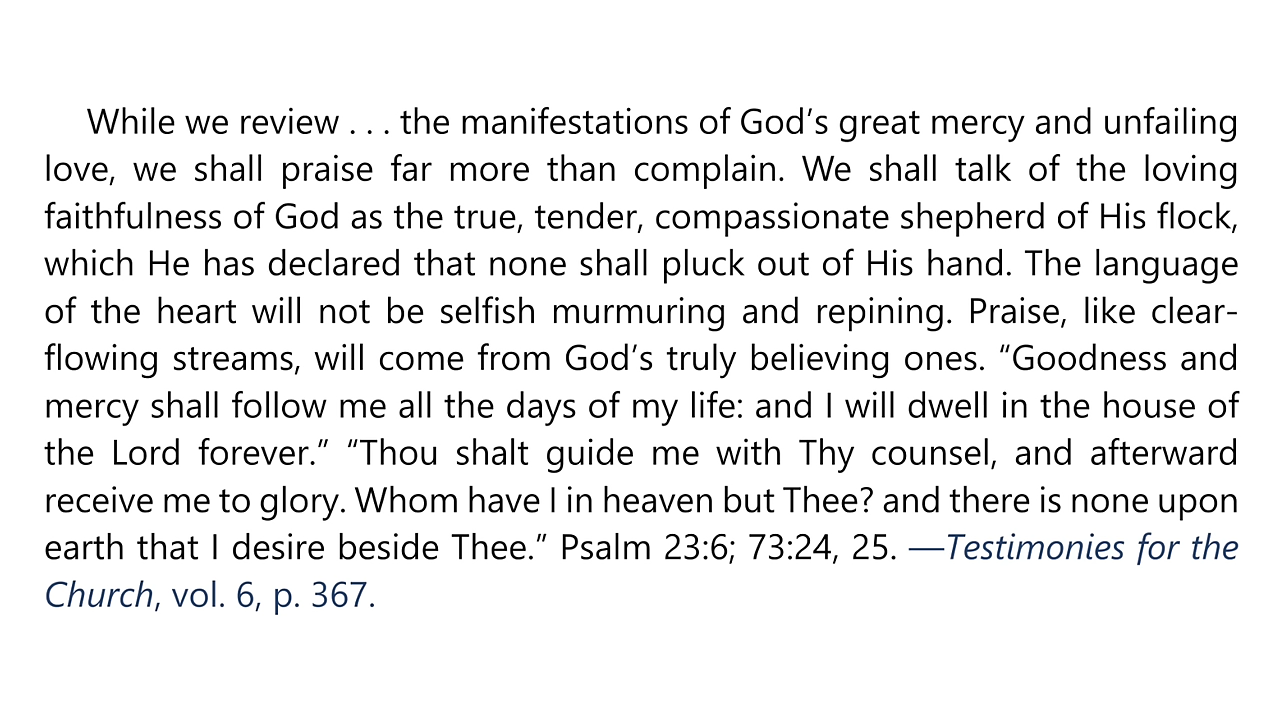 While we review . . . the manifestations of God’s great mercy and unfailing
love, we shall praise far more than complain. We shall talk of the loving
faithfulness of God as the true, tender, compassionate shepherd of His flock,
which He has declared that none shall pluck out of His hand. The language
of the heart will not be selfish murmuring and repining. Praise, like clear-
flowing streams, will come from God’s truly believing ones. “Goodness and
mercy shall follow me all the days of my life: and I will dwell in the house of
the Lord forever.” “Thou shalt guide me with Thy counsel, and afterward
receive me to glory. Whom have I in heaven but Thee? and there is none upon
earth that I desire beside Thee.” Psalm 23:6; 73:24, 25. —Testimonies for the
Church, vol. 6, p. 367.